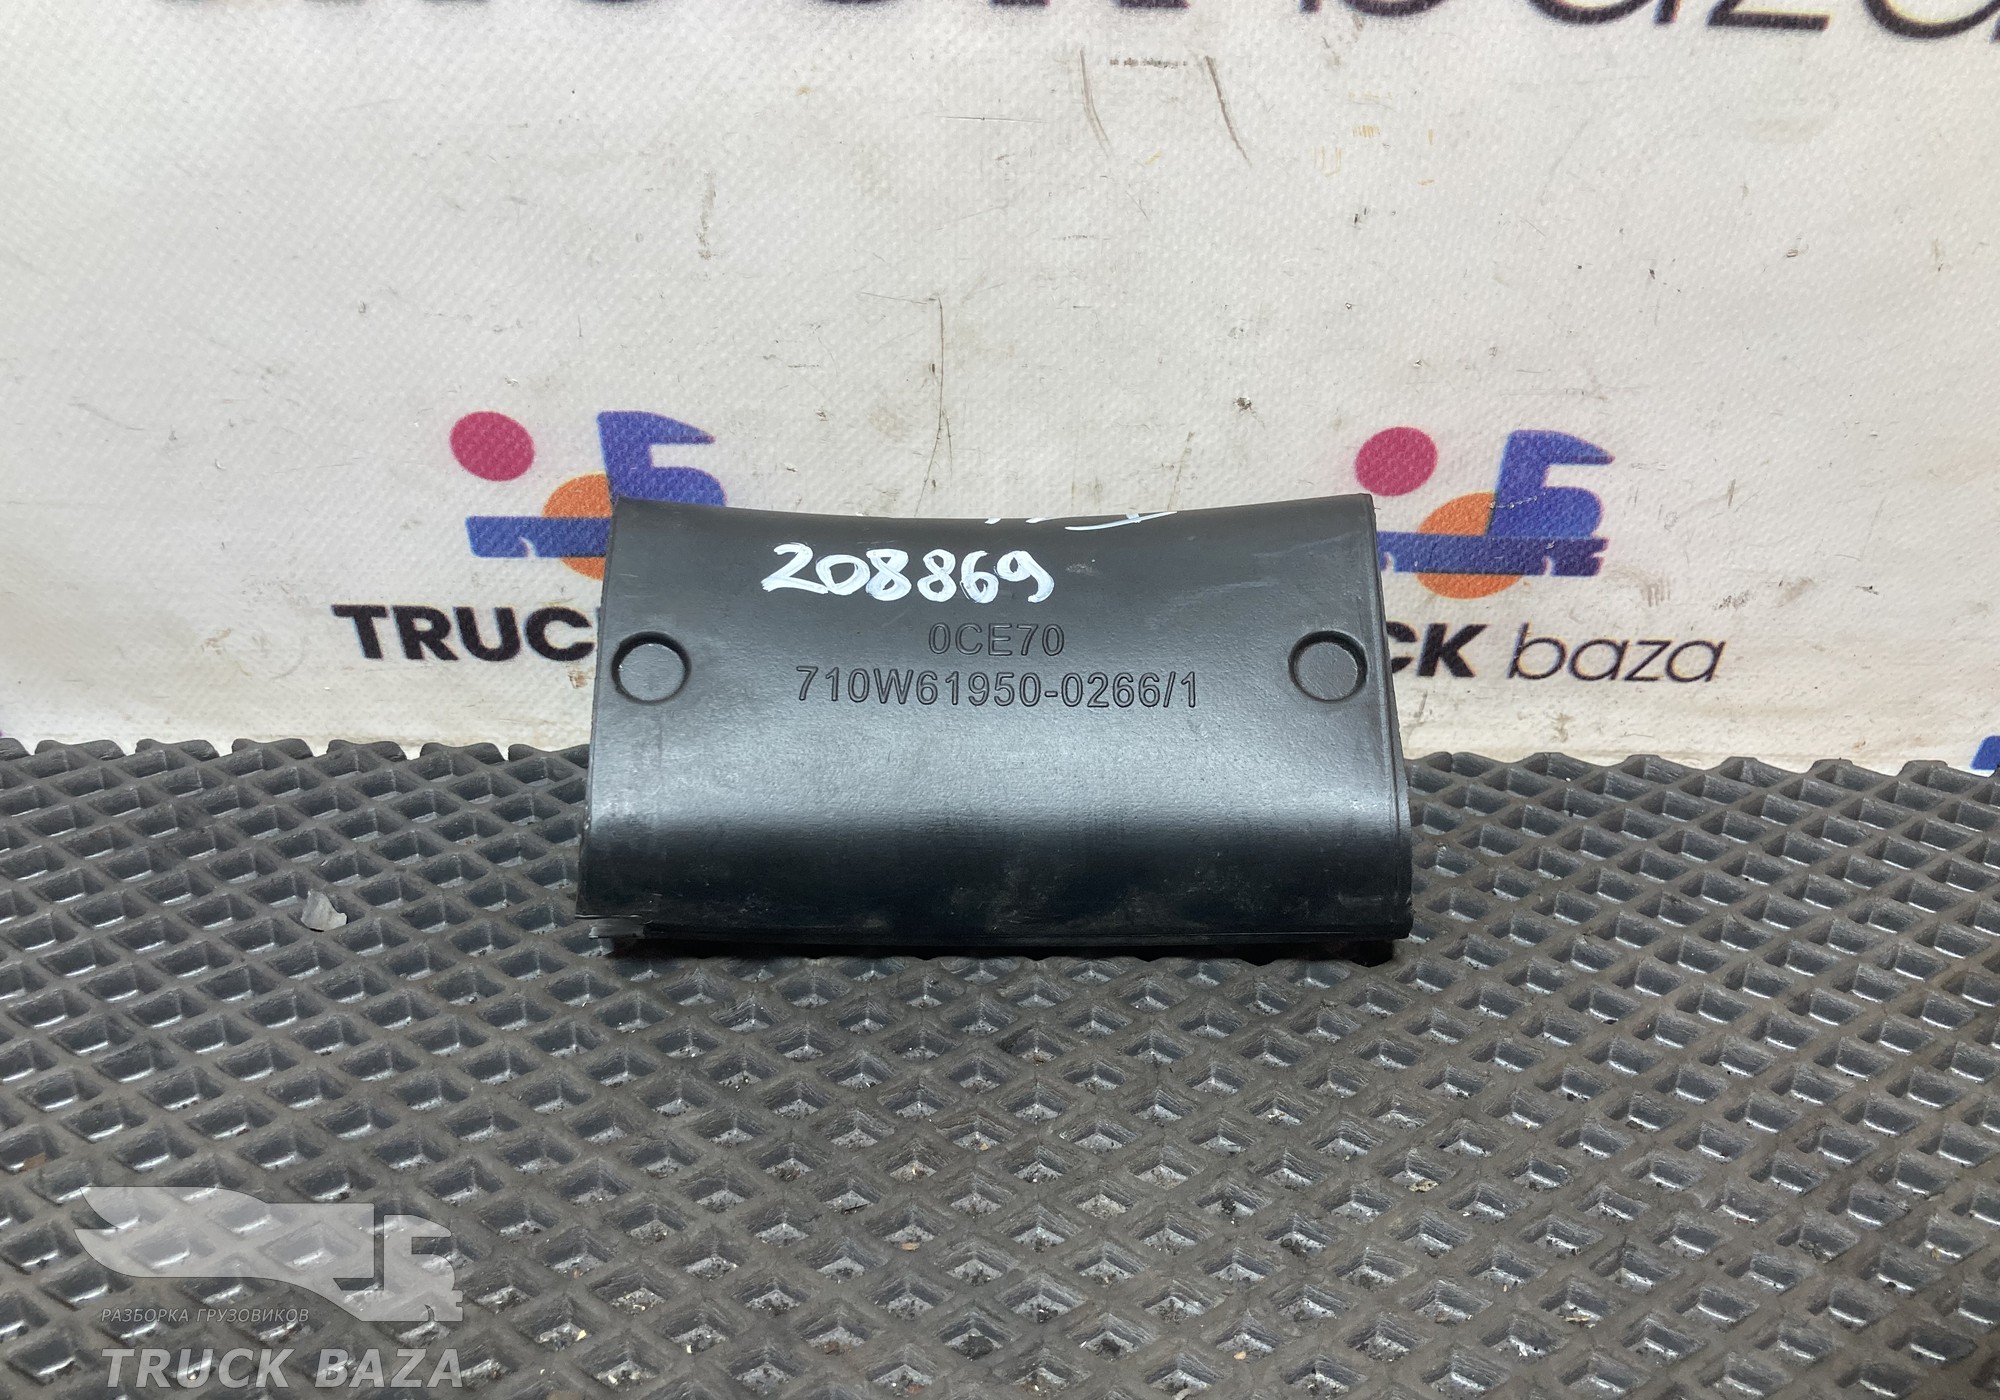 208869
0CE70
710W61950-0266/1
TRUC
CK baza
РАЗБОРКА ГРУЗОВИКОВ
TRUCK BAZA